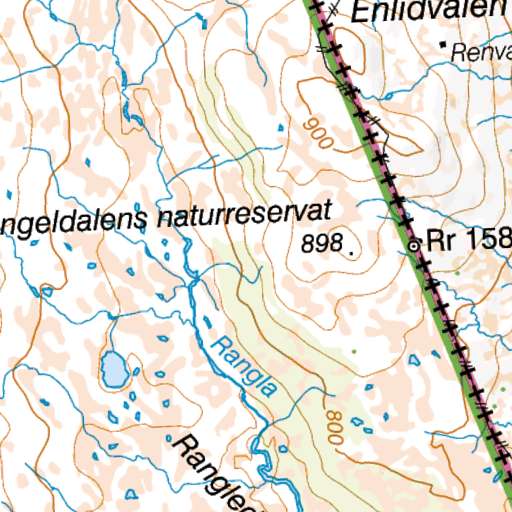 Enlidvalen
Renva
900
ngeldalens naturreservat
898
Rr 158
Rangla
800
Rangled